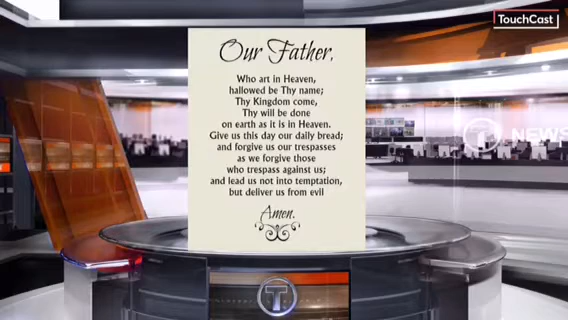 TouchCast
Our Father,
Who art in Heaven,
hallowed be Thy name;
Thy Kingdom come,
Thy will be done
on earth as it is in Heaven.
Give us this day our daily bread;
and forgive us our trespasses
as we forgive those
who trespass against us;
and lead us not into temptation,
but deliver us from evil
Amen.
T NEWS
T